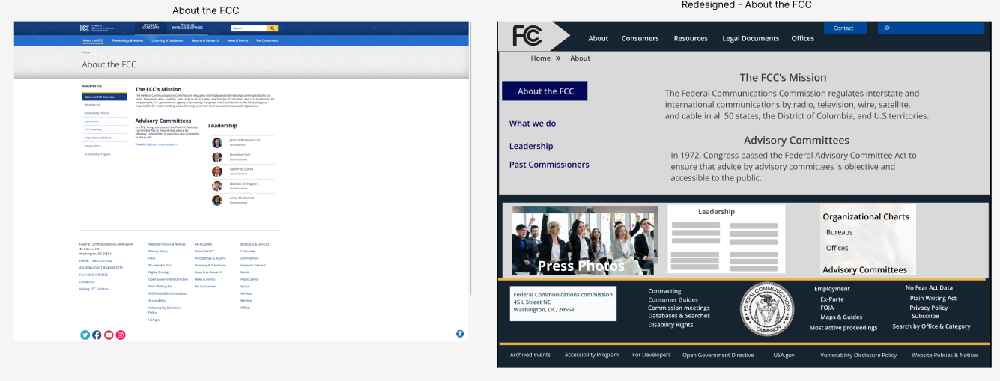 About the FCC
FCC Federal Communications Commission
Browse by CATEGORY
Browse by BUREAUS & OFFICES
Search
About the FCC
Proceedings & Actions
Licensing & Databases
Reports & Research
News & Events
For Consumers
Home
About the FCC
About the FCC
About the FCC Overview
What We Do
Rulemaking Process
Leadership
FCC Initiatives
Organizational Charts
Privacy Policy
Accessibility Program
The FCC's Mission
The Federal Communications Commission regulates interstate and international communications by
radio, television, wire, satellite, and cable in all 50 states, the District of Columbia and U.S. territories. An
independent U.S. government agency overseen by Congress, the Commission is the federal agency
responsible for implementing and enforcing America's communications law and regulations.
Advisory Committees
In 1972, Congress passed the Federal Advisory
Committee Act to ensure that advice by
advisory committees is objective and accessible
to the public.
View All Advisory Committees >
Leadership
Jessica Rosenworcel
Chairwoman
Brendan Carr
Commissioner
Geoffrey Starks
Commissioner
Nathan Simington
Commissioner
Anna M. Gomez
Commissioner
Federal Communications Commission
45 L Street NE
Washington, DC 20554
Phone: 1-888-225-5322
ASL Video Call: 1-844-432-2275
Fax: 1-866-418-0232
Contact Us
Visiting FCC Facilities
Website Policies & Notices
Privacy Policy
FOIA
No Fear Act Data
Digital Strategy
Open Government Directive
Plain Writing Act
RSS Feeds & Email Updates
Accessibility
Vulnerability Disclosure
Policy
USA.gov
CATEGORIES
About the FCC
Proceedings & Actions
Licensing & Databases
Reports & Research
News & Events
For Consumers
BUREAUS & OFFICES
Consumer
Enforcement
Inspector General
Media
Public Safety
Space
Wireless
Wireline
Offices
Redesigned - About the FCC
FCC
About
Consumers
Resources
Legal Documents
Offices
Contact
Home » About
About the FCC
What we do
Leadership
Past Commissioners
The FCC's Mission
The Federal Communications Commission regulates interstate and
international communications by radio, television, wire, satellite,
and cable in all 50 states, the District of Columbia, and U.S.territories.
Advisory Committees
In 1972, Congress passed the Federal Advisory Committee Act to
ensure that advice by advisory committees is objective and
accessible to the public.
Press Photos
Leadership
Organizational Charts
Bureaus
Offices
Advisory Committees
Federal Communications commission
45 L Street NE
Washington, DC, 20554
Contracting
Consumer Guides
Commission meetings
Databases & Searches
Disability Rights
FEDERAL COMMUNICATIONS COMMISSION
Employment
Ex-Parte
FOIA
Maps & Guides
Most active proceedings
No Fear Act Data
Plain Writing Act
Privacy Policy
Subscribe
Search by Office & Category
Archived Events
Accessibility Program
For Developers
Open Government Directive
USA.gov
Vulnerability Disclosure Policy
Website Policies & Notices